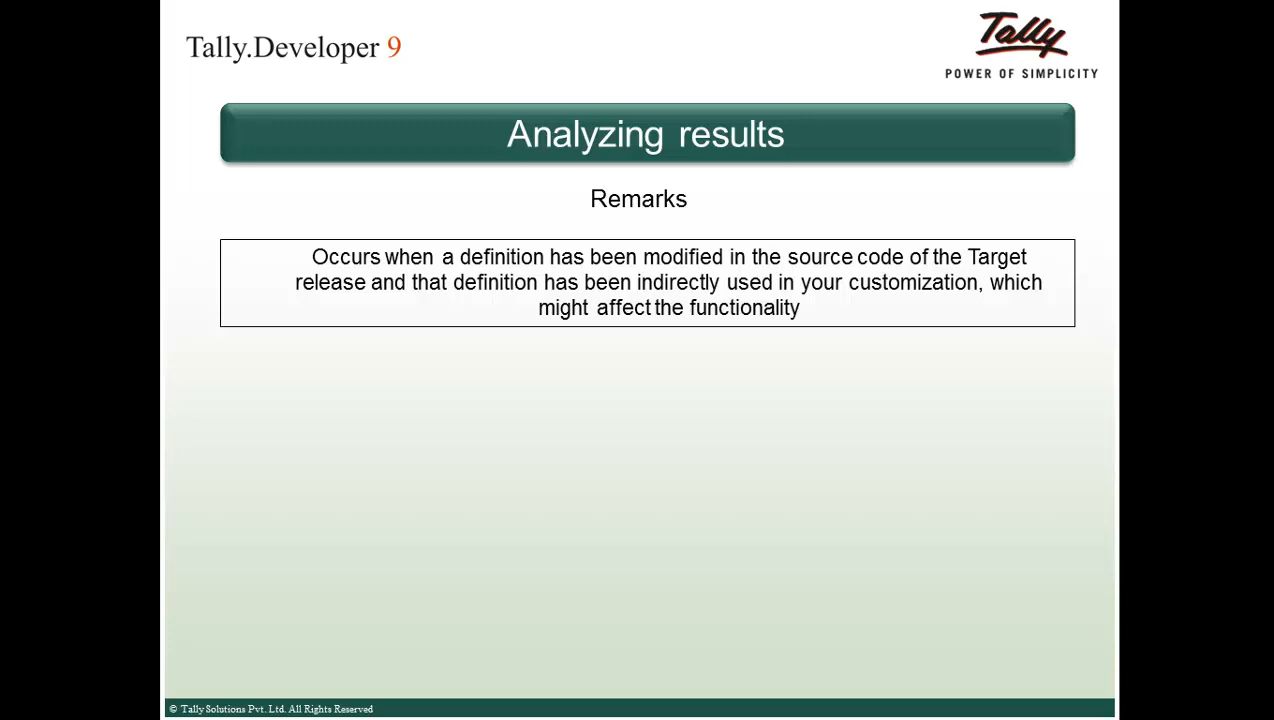 Tally.Developer 9
Tally
POWER OF SIMPLICITY
Analyzing results
Remarks
Occurs when a definition has been modified in the source code of the Target
release and that definition has been indirectly used in your customization, which
might affect the functionality
© Tally Solutions Pvt. Ltd. All Rights Reserved